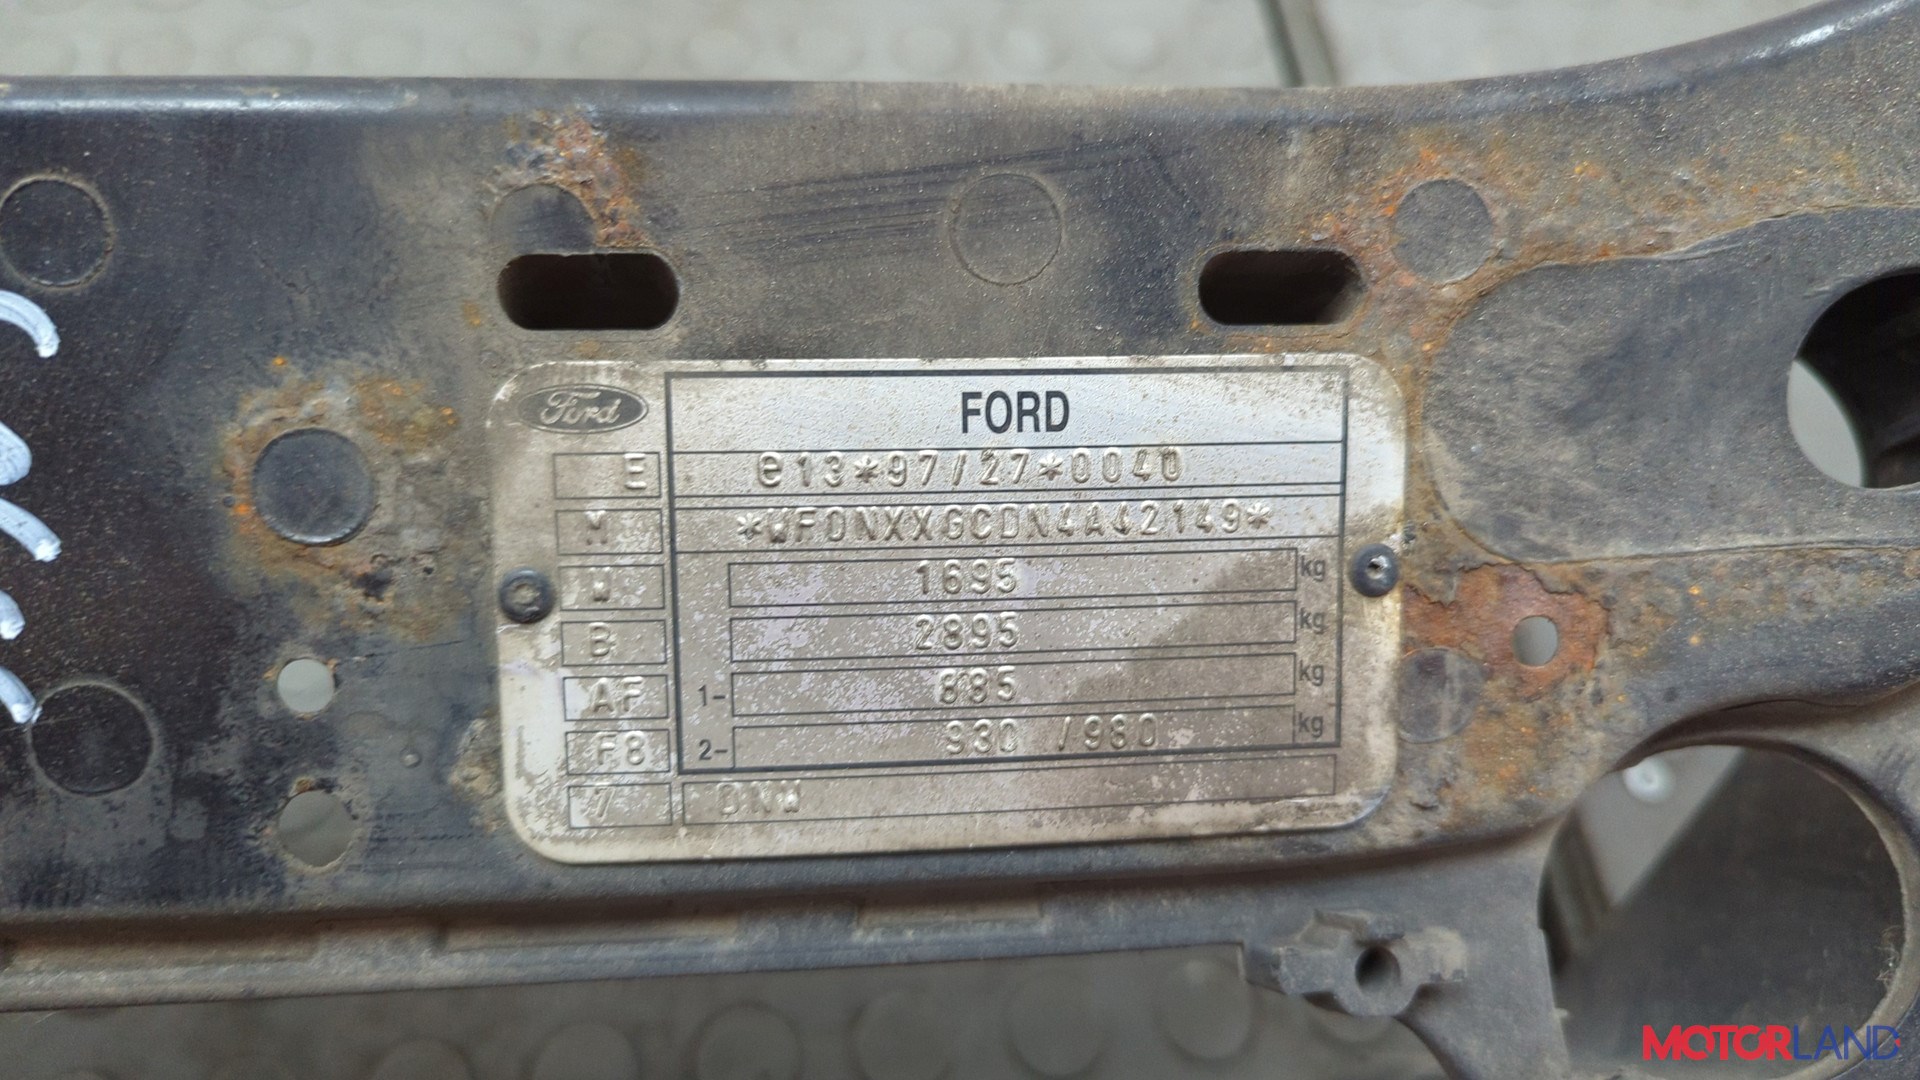 Ford
FORD
E e13*97/27*0040
M *WF0NXXGCDN4A42149*
W 1695 kg
B 2895 kg
AF 1- 885 kg
F8 2- 930 /980 kg
7 DNW
MOTORLAND